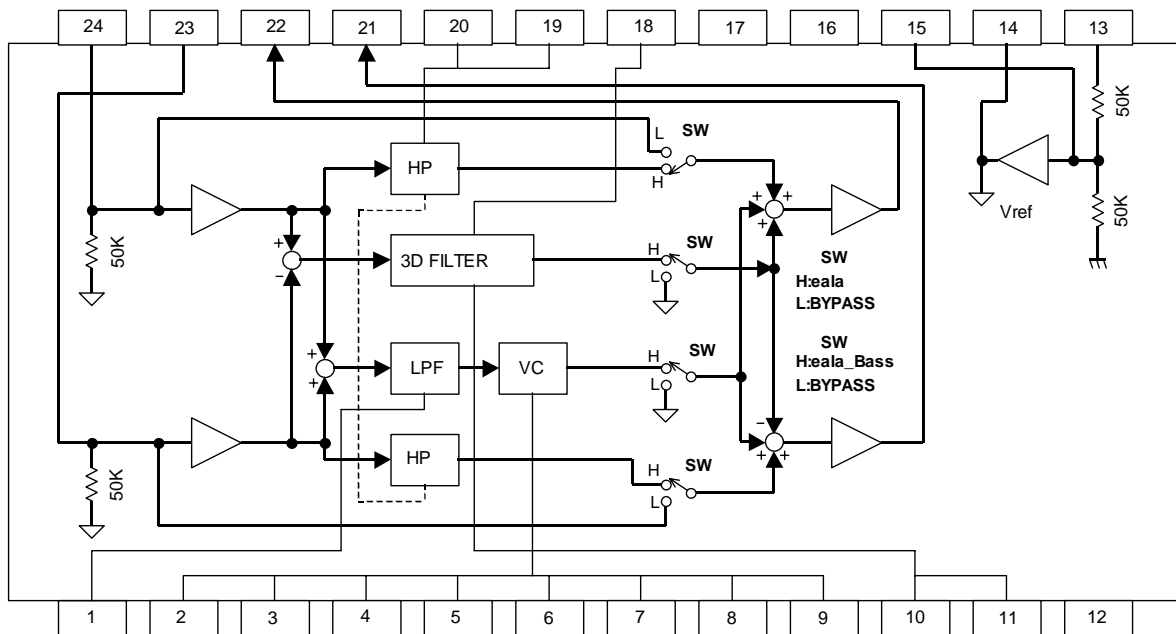 24 23 22 21 20 19 18 17 16 15 14 13
50K
L SW
HP
H
+ +
+
50K
Vref
+
50K
3D FILTER
H SW
-
L
SW
H:eala
L:BYPASS
SW
H:eala_Bass
L:BYPASS
+
+
LPF
VC
H SW
L
-
+ +
HP
H SW
L
50K
1 2 3 4 5 6 7 8 9 10 11 12